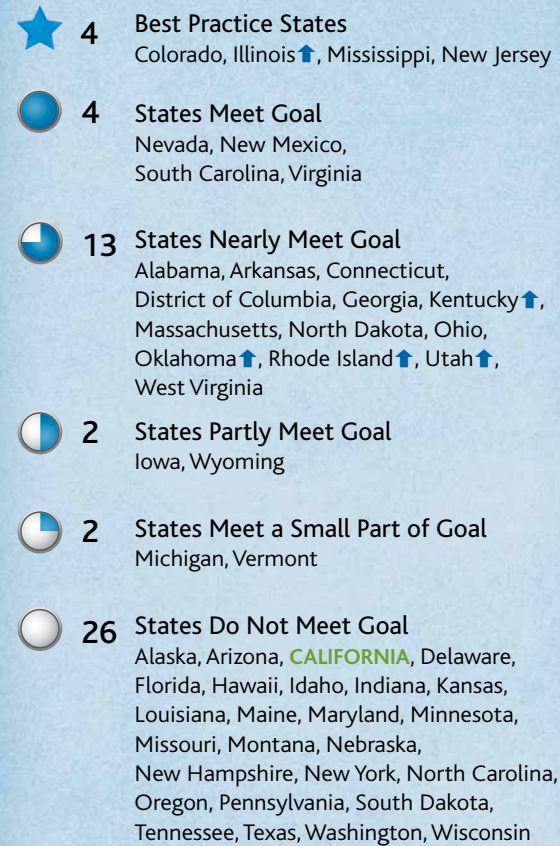 4 Best Practice States
Colorado, Illinois⬆, Mississippi, New Jersey
4 States Meet Goal
Nevada, New Mexico,
South Carolina, Virginia
13 States Nearly Meet Goal
Alabama, Arkansas, Connecticut,
District of Columbia, Georgia, Kentucky⬆,
Massachusetts, North Dakota, Ohio,
Oklahoma⬆, Rhode Island⬆, Utah⬆,
West Virginia
2 States Partly Meet Goal
Iowa, Wyoming
2 States Meet a Small Part of Goal
Michigan, Vermont
26 States Do Not Meet Goal
Alaska, Arizona, CALIFORNIA, Delaware,
Florida, Hawaii, Idaho, Indiana, Kansas,
Louisiana, Maine, Maryland, Minnesota,
Missouri, Montana, Nebraska,
New Hampshire, New York, North Carolina,
Oregon, Pennsylvania, South Dakota,
Tennessee, Texas, Washington, Wisconsin